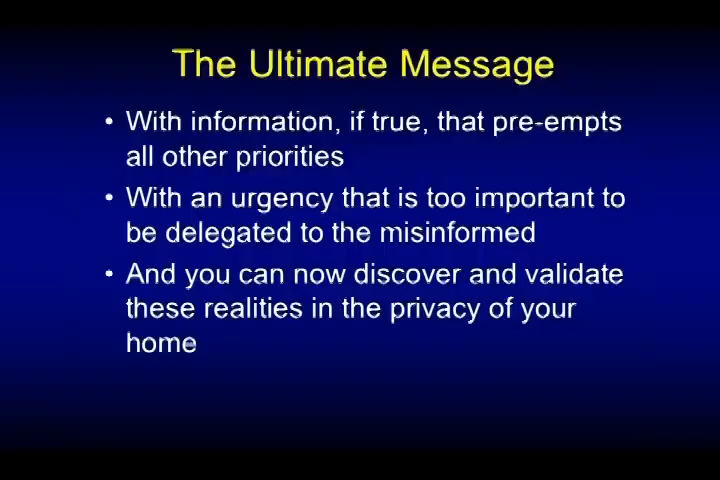 The Ultimate Message
• With information, if true, that pre-empts
all other priorities
• With an urgency that is too important to
be delegated to the misinformed
• And you can now discover and validate
these realities in the privacy of your
home